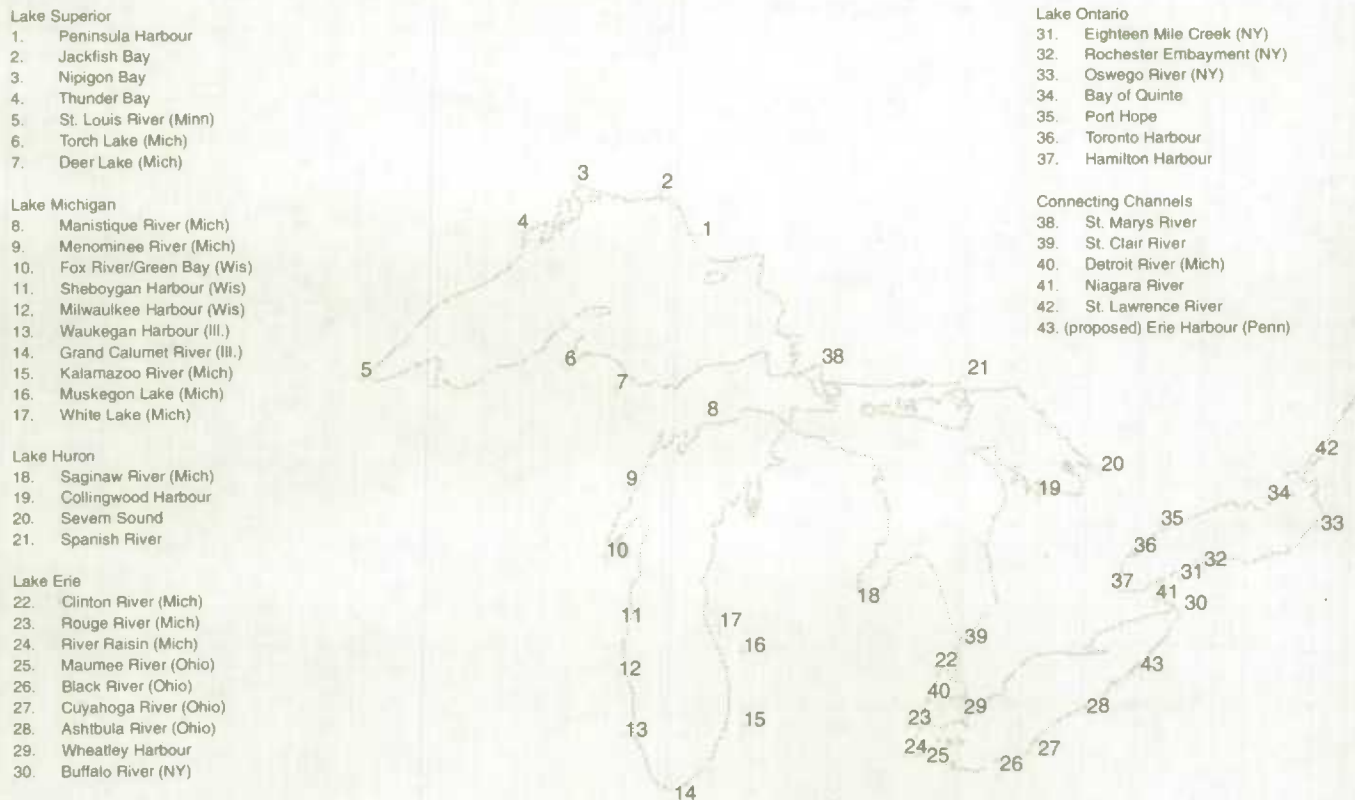 Lake Superior
1. Peninsula Harbour
2. Jackfish Bay
3. Nipigon Bay
4. Thunder Bay
5. St. Louis River (Minn)
6. Torch Lake (Mich)
7. Deer Lake (Mich)
Lake Michigan
8. Manistique River (Mich)
9. Menominee River (Mich)
10. Fox River/Green Bay (Wis)
11. Sheboygan Harbour (Wis)
12. Milwaulkee Harbour (Wis)
13. Waukegan Harbour (Ill.)
14. Grand Calumet River (Ill.)
15. Kalamazoo River (Mich)
16. Muskegon Lake (Mich)
17. White Lake (Mich)
Lake Huron
18. Saginaw River (Mich)
19. Collingwood Harbour
20. Severn Sound
21. Spanish River
Lake Erie
22. Clinton River (Mich)
23. Rouge River (Mich)
24. River Raisin (Mich)
25. Maumee River (Ohio)
26. Black River (Ohio)
27. Cuyahoga River (Ohio)
28. Ashtbula River (Ohio)
29. Wheatley Harbour
30. Buffalo River (NY)
Lake Ontario
31. Eighteen Mile Creek (NY)
32. Rochester Embayment (NY)
33. Oswego River (NY)
34. Bay of Quinte
35. Port Hope
36. Toronto Harbour
37. Hamilton Harbour
Connecting Channels
38. St. Marys River
39. St. Clair River
40. Detroit River (Mich)
41. Niagara River
42. St. Lawrence River
43. (proposed) Erie Harbour (Penn)
3
2
4
1
5
6
38
21
7
8
42
20
9
19
34
35
33
10
36
32
31
37
18
41
30
11
17
39
16
22
43
12
40
29
28
15
23
13
24
27
25
26
14